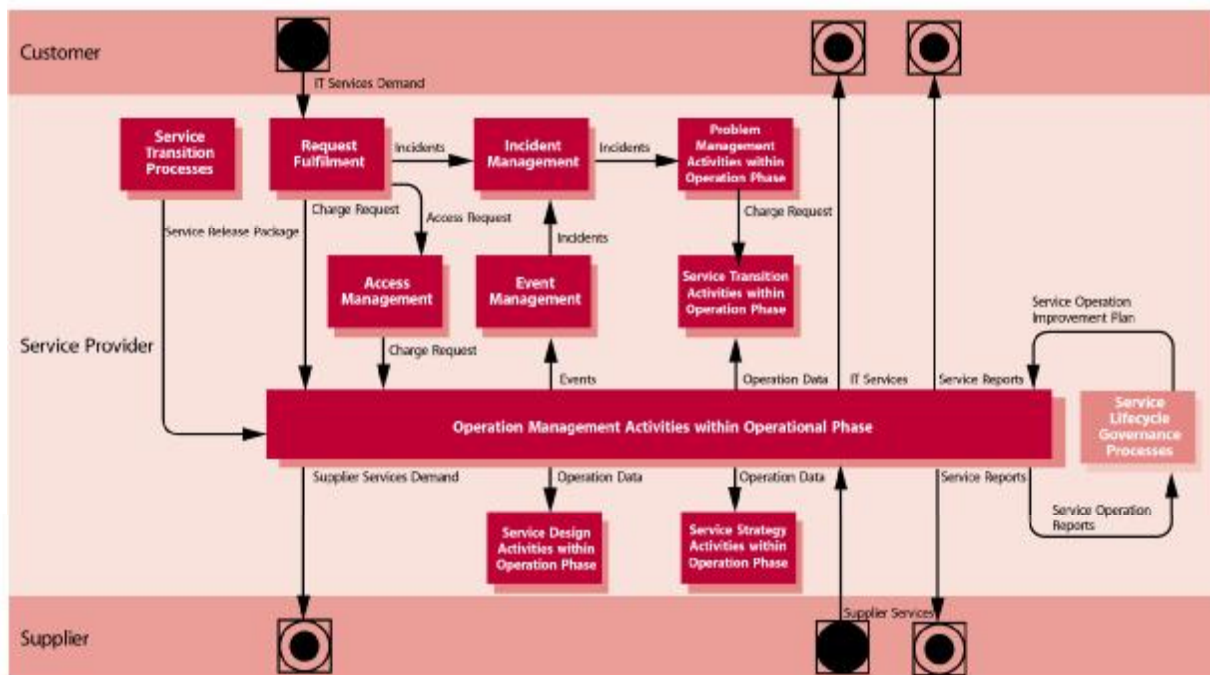 Customer
IT Services Demand
Service
Transition
Processes
Request
Fulfilment
Incidents
Incident
Management
Incidents
Problem
Management
Activities within
Operation Phase
Charge Request
Access Request
Service Release Package
Incidents
Charge Request
Access
Management
Event
Management
Service Transition
Activities within
Operation Phase
Service Operation
Improvement Plan
Service Provider
Charge Request
Events
Operation Data
IT Services
Service Reports
Operation Management Activities within Operational Phase
Service
Lifecycle
Governance
Processes
Supplier Services Demand
Operation Data
Operation Data
Service Reports
Service Operation
Reports
Service Design
Activities within
Operation Phase
Service Strategy
Activities within
Operation Phase
Supplier Services
Supplier